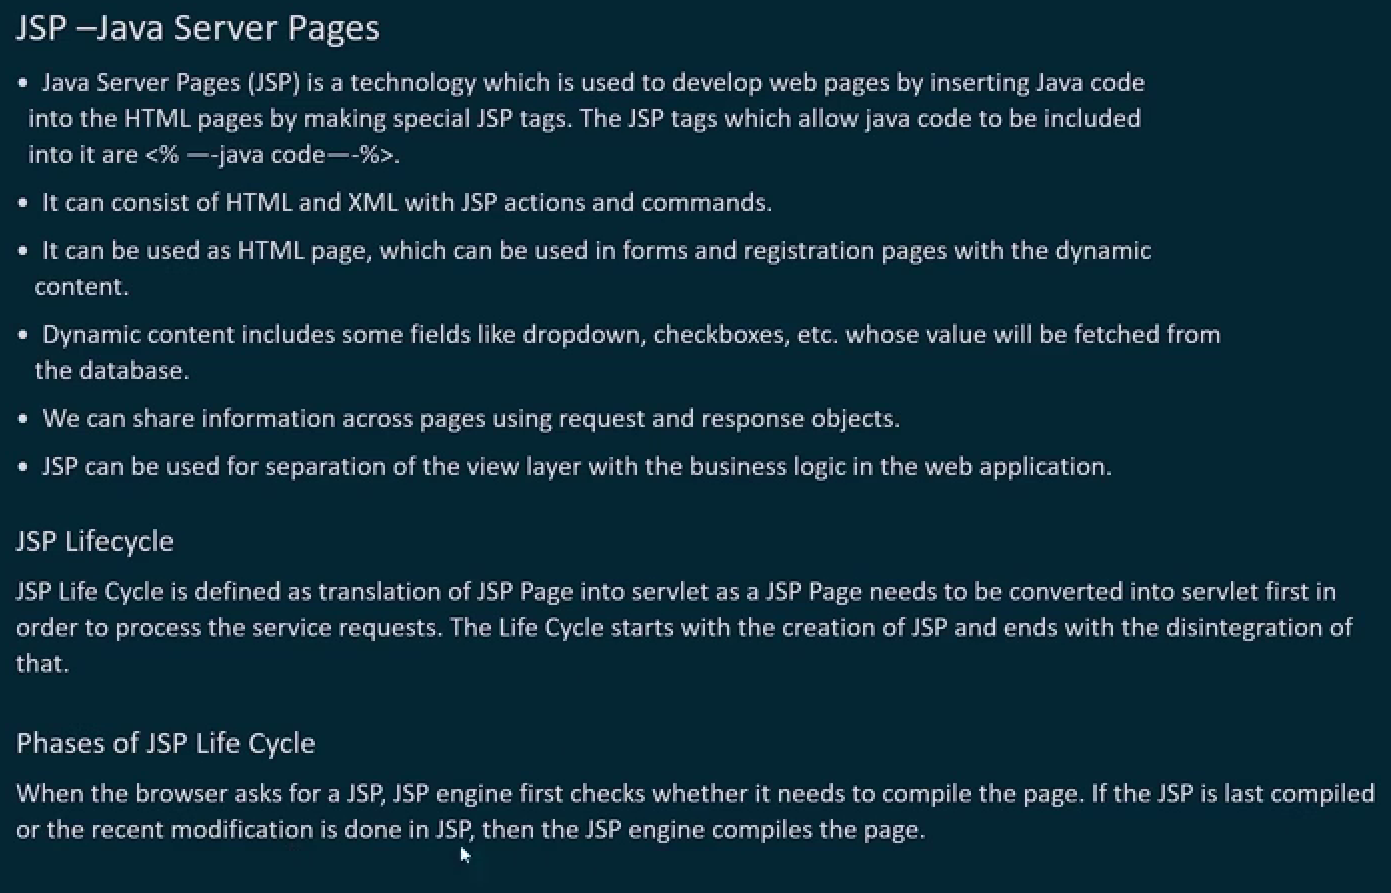 JSP –Java Server Pages
• Java Server Pages (JSP) is a technology which is used to develop web pages by inserting Java code
into the HTML pages by making special JSP tags. The JSP tags which allow java code to be included
into it are <% —-java code—-%>.
• It can consist of HTML and XML with JSP actions and commands.
• It can be used as HTML page, which can be used in forms and registration pages with the dynamic
content.
• Dynamic content includes some fields like dropdown, checkboxes, etc. whose value will be fetched from
the database.
• We can share information across pages using request and response objects.
• JSP can be used for separation of the view layer with the business logic in the web application.
JSP Lifecycle
JSP Life Cycle is defined as translation of JSP Page into servlet as a JSP Page needs to be converted into servlet first in
order to process the service requests. The Life Cycle starts with the creation of JSP and ends with the disintegration of
that.
Phases of JSP Life Cycle
When the browser asks for a JSP, JSP engine first checks whether it needs to compile the page. If the JSP is last compiled
or the recent modification is done in JSP, then the JSP engine compiles the page.